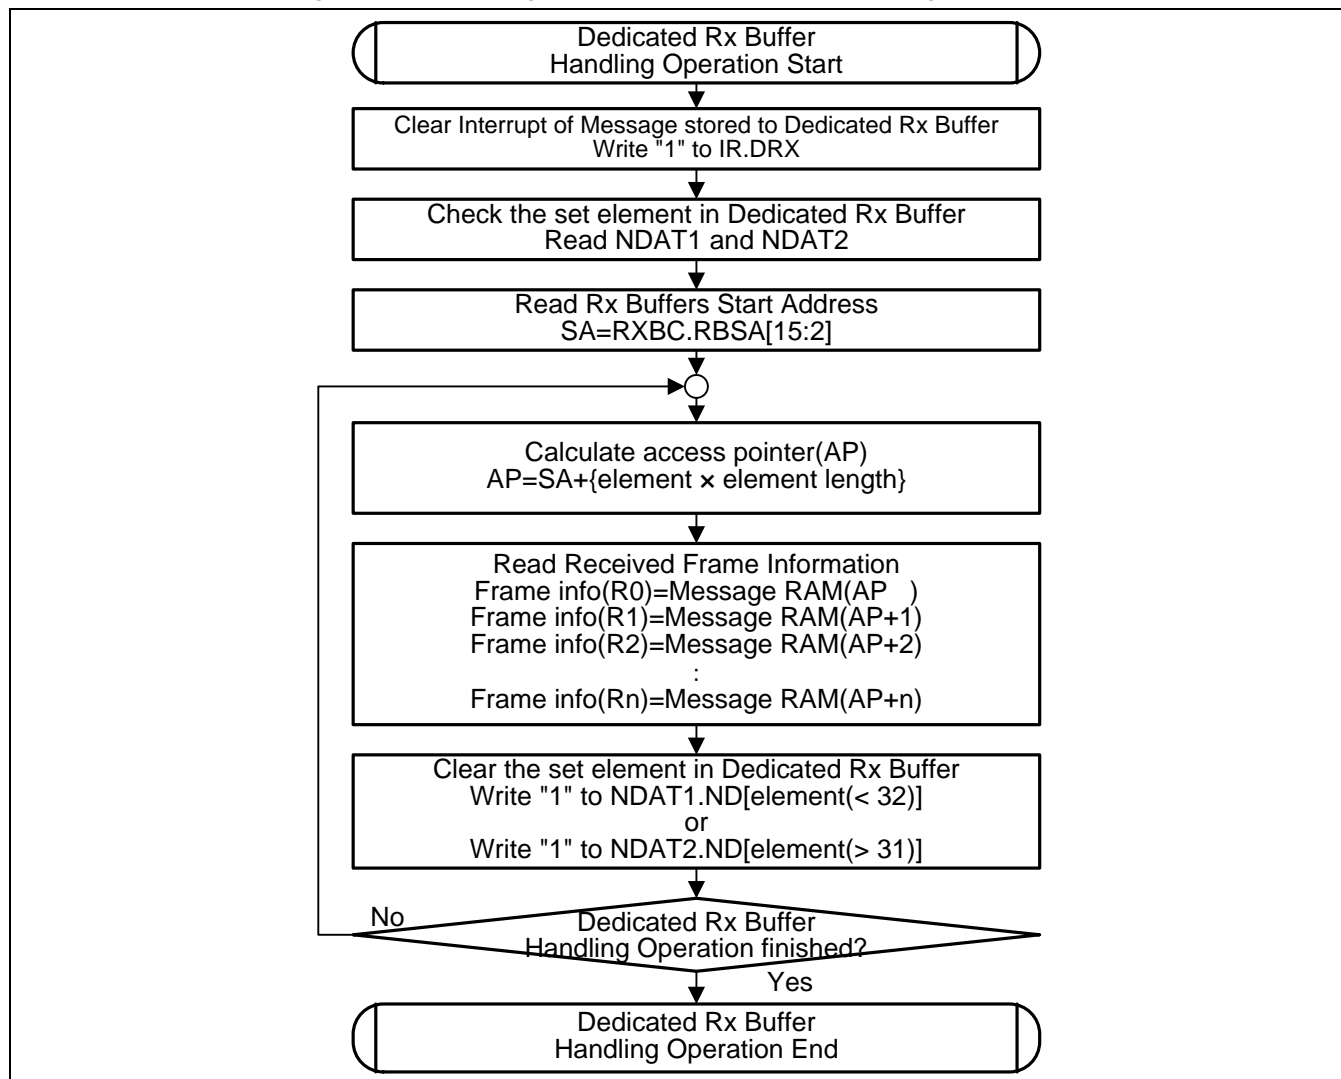 Dedicated Rx Buffer
Handling Operation Start
Clear Interrupt of Message stored to Dedicated Rx Buffer
Write "1" to IR.DRX
Check the set element in Dedicated Rx Buffer
Read NDAT1 and NDAT2
Read Rx Buffers Start Address
SA=RXBC.RBSA[15:2]
Calculate access pointer(AP)
AP=SA+{element × element length}
Read Received Frame Information
Frame info(R0)=Message RAM(AP   )
Frame info(R1)=Message RAM(AP+1)
Frame info(R2)=Message RAM(AP+2)
:
Frame info(Rn)=Message RAM(AP+n)
Clear the set element in Dedicated Rx Buffer
Write "1" to NDAT1.ND[element(< 32)]
or
Write "1" to NDAT2.ND[element(> 31)]
No
Dedicated Rx Buffer
Handling Operation finished?
Yes
Dedicated Rx Buffer
Handling Operation End